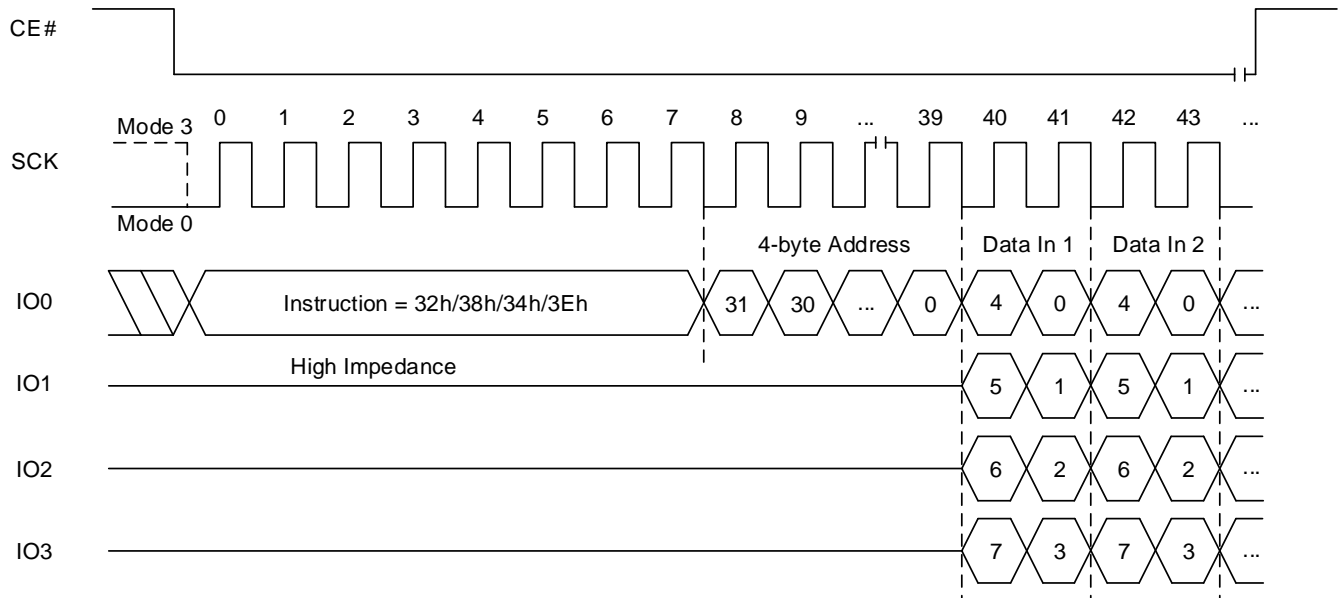 CE#
Mode 3 0 1 2 3 4 5 6 7 8 9 ... 39 40 41 42 43 ...
SCK
Mode 0
4-byte Address Data In 1 Data In 2
IO0 Instruction = 32h/38h/34h/3Eh 31 30 ... 0 4 0 4 0 ...
High Impedance
IO1 5 1 5 1 ...
IO2 6 2 6 2 ...
IO3 7 3 7 3 ...